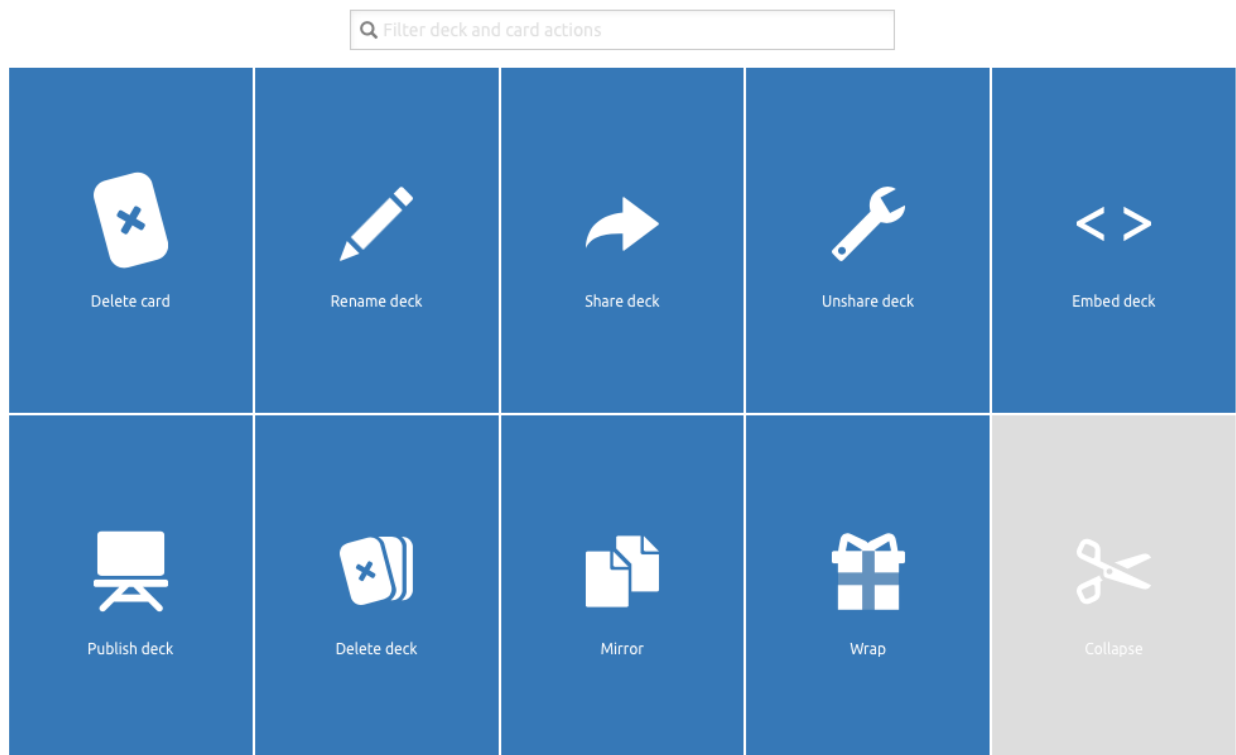 Filter deck and card actions
Delete card
Rename deck
Share deck
Unshare deck
Embed deck
Publish deck
Delete deck
Mirror
Wrap
Collapse